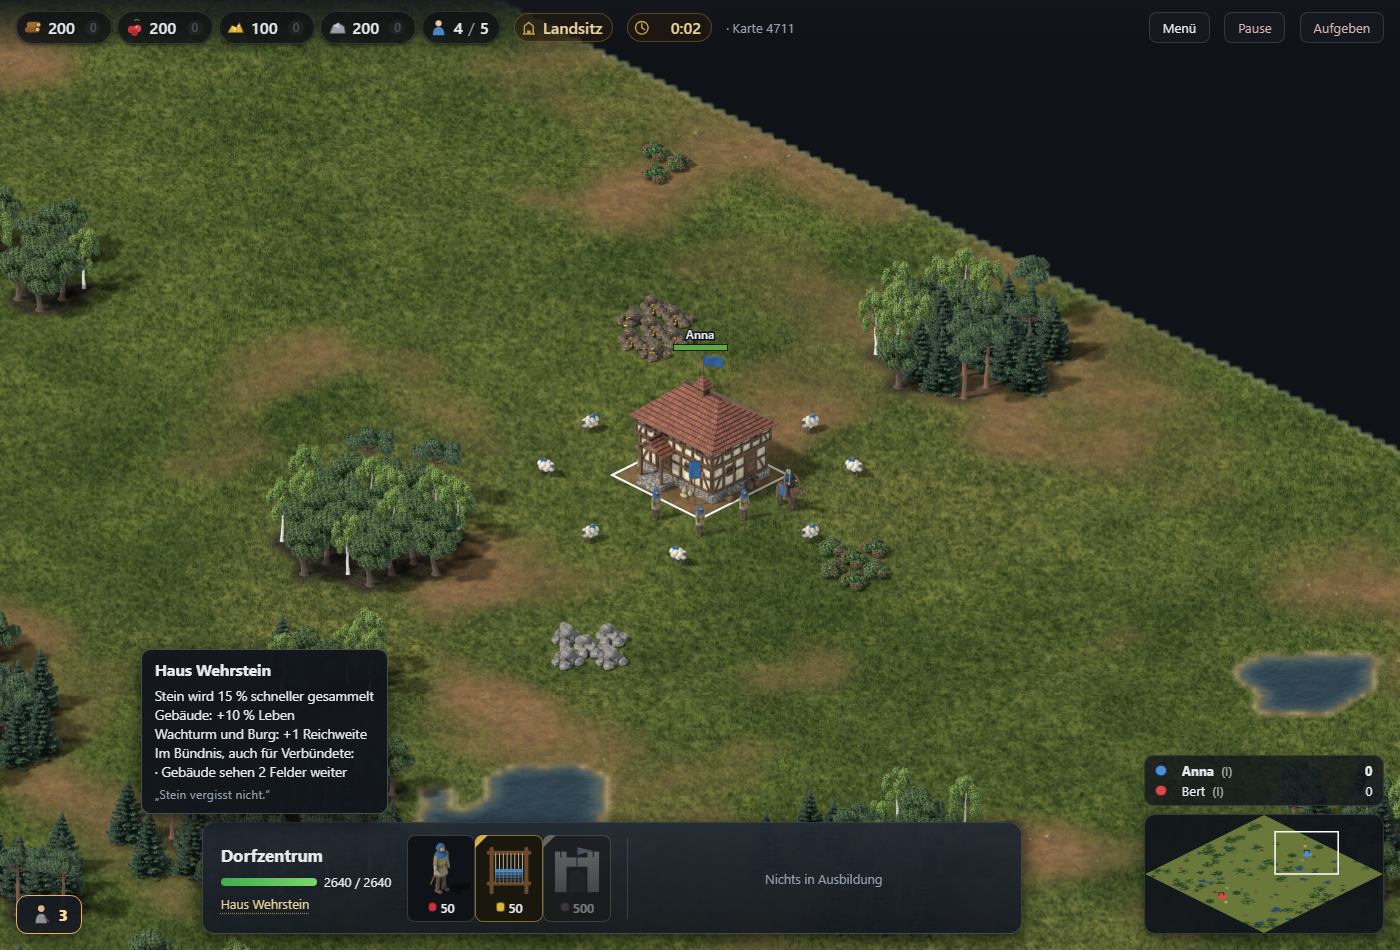 200 0 200 0 100 0 200 0 4 / 5 Landsitz 0:02 · Karte 4711 Menü Pause Aufgeben
Anna
Haus Wehrstein
Stein wird 15 % schneller gesammelt
Gebäude: +10 % Leben
Wachturm und Burg: +1 Reichweite
Im Bündnis, auch für Verbündete:
· Gebäude sehen 2 Felder weiter
„Stein vergisst nicht.“
Anna (I) 0
Bert (I) 0
Dorfzentrum
2640 / 2640
Haus Wehrstein
50 50 500
Nichts in Ausbildung
3